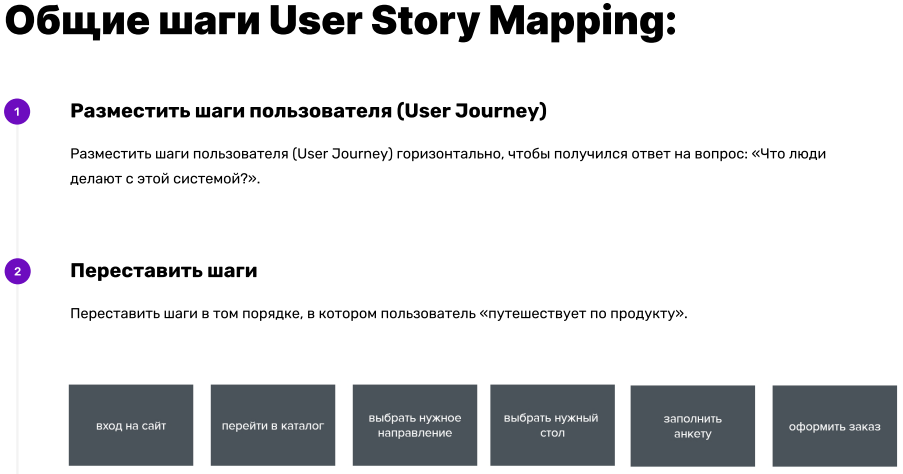 Общие шаги User Story Mapping:
1
Разместить шаги пользователя (User Journey)
Разместить шаги пользователя (User Journey) горизонтально, чтобы получился ответ на вопрос: «Что люди
делают с этой системой?».
2
Переставить шаги
Переставить шаги в том порядке, в котором пользователь «путешествует по продукту».
вход на сайт
перейти в каталог
выбрать нужное
направление
выбрать нужный
стол
заполнить
анкету
оформить заказ